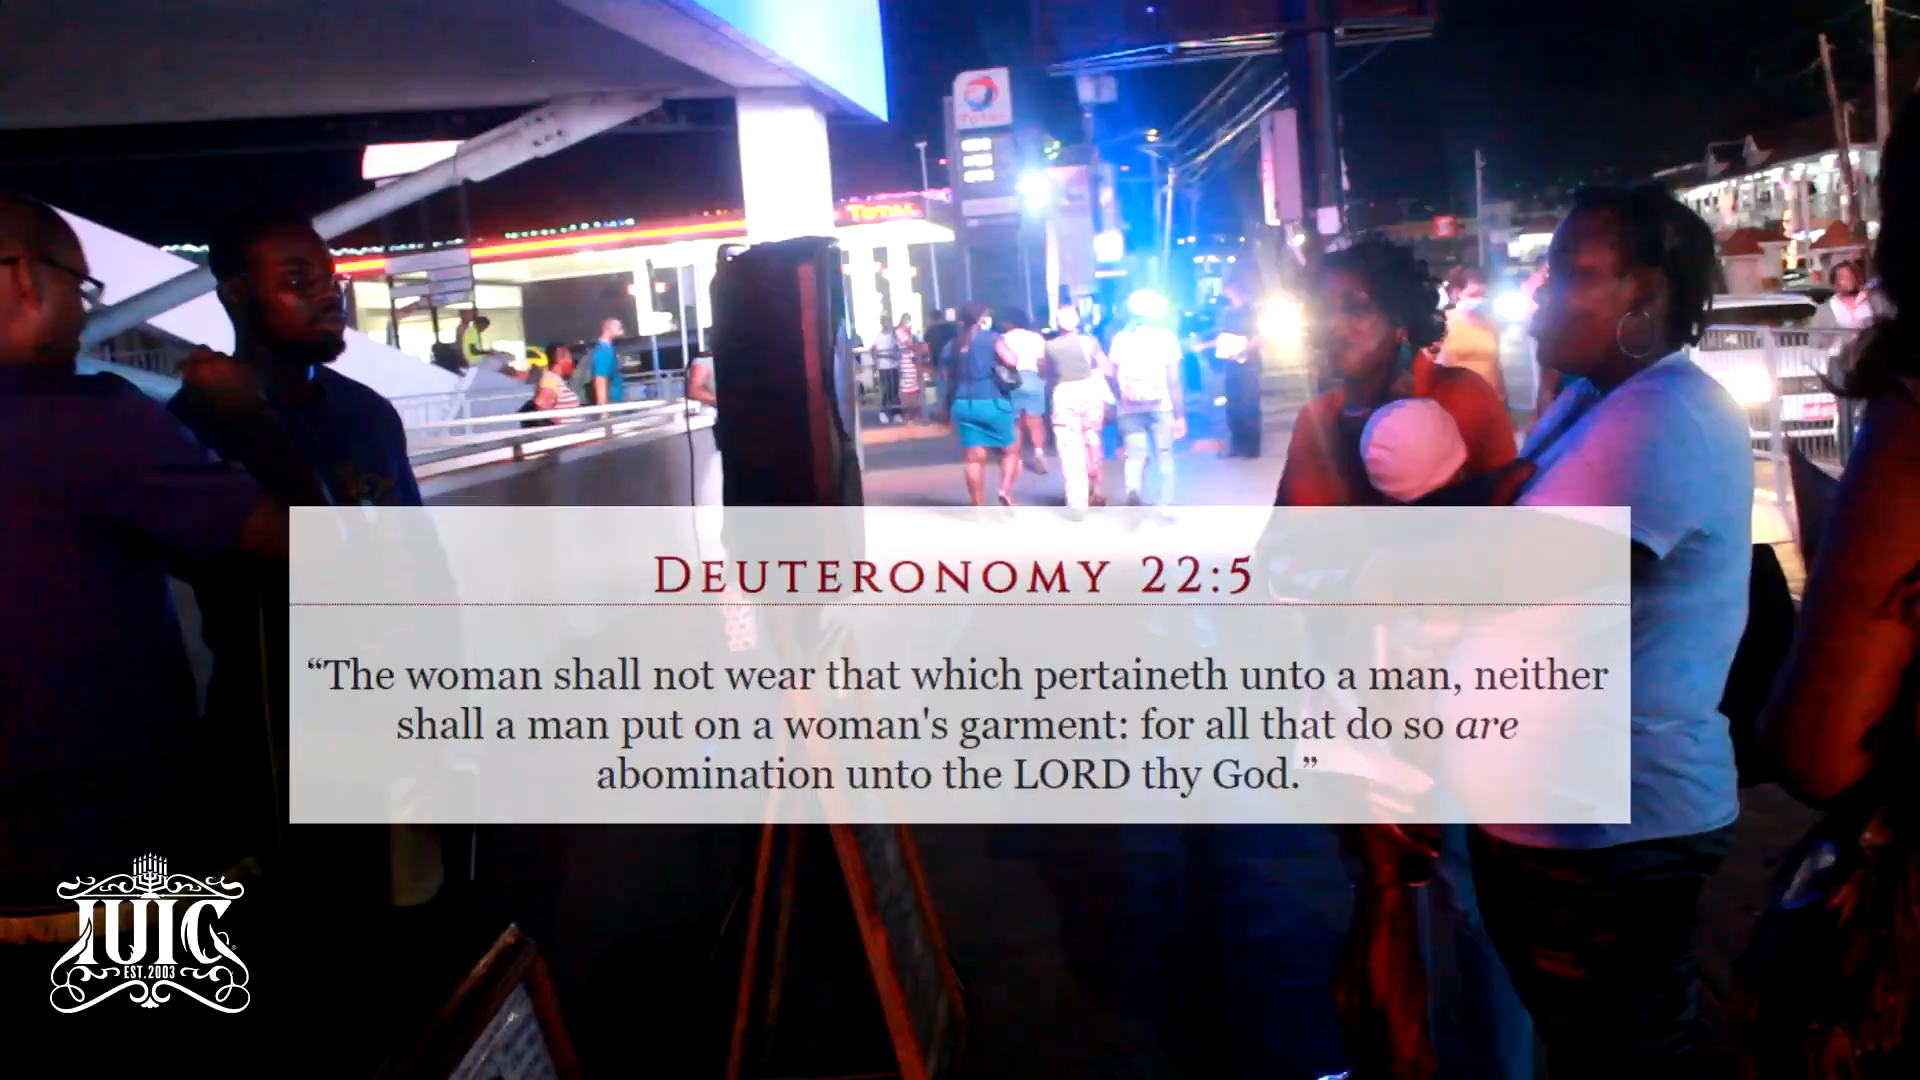 TOTAL
TOTAL
DEUTERONOMY 22:5
“The woman shall not wear that which pertaineth unto a man, neither
shall a man put on a woman's garment: for all that do so are
abomination unto the LORD thy God.”
IUIC
EST. 2003